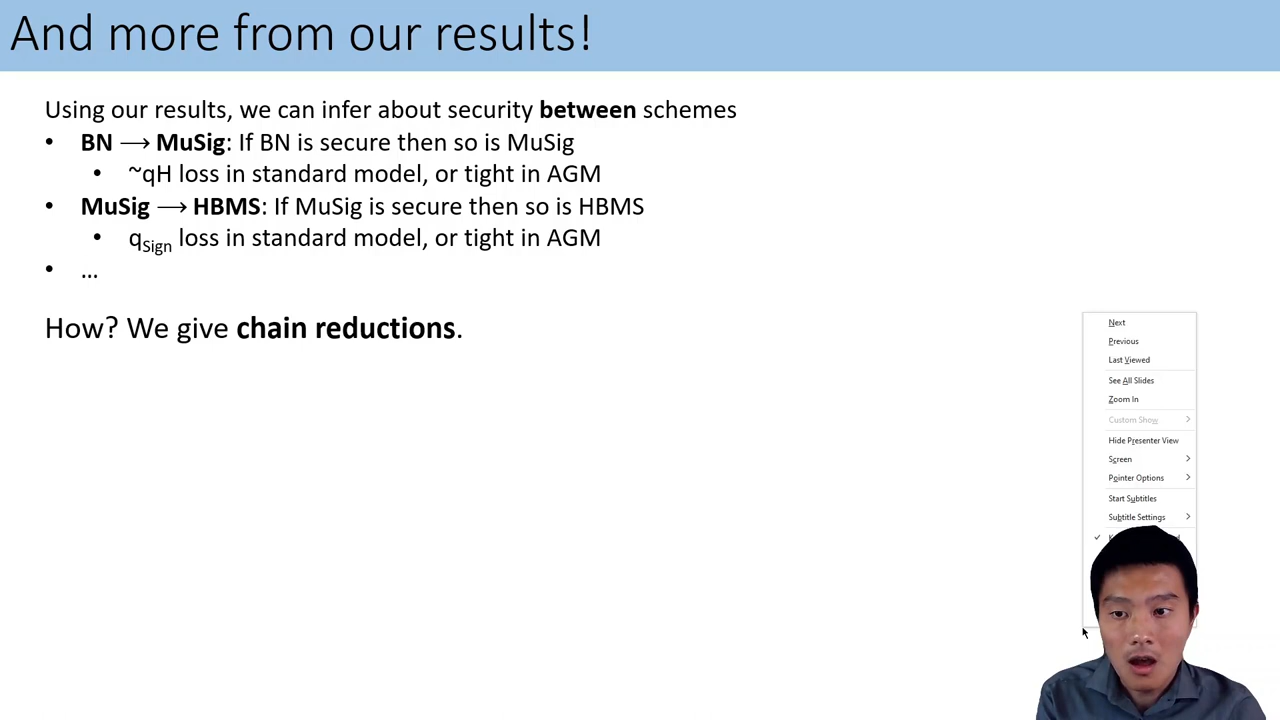 And more from our results!
Using our results, we can infer about security between schemes
• BN ⟶ MuSig: If BN is secure then so is MuSig
• ~qH loss in standard model, or tight in AGM
• MuSig ⟶ HBMS: If MuSig is secure then so is HBMS
• qSign loss in standard model, or tight in AGM
• ...
How? We give chain reductions.
Next
Previous
Last Viewed
See All Slides
Zoom In
Custom Show
Hide Presenter View
Screen
Pointer Options
Start Subtitles
Subtitle Settings